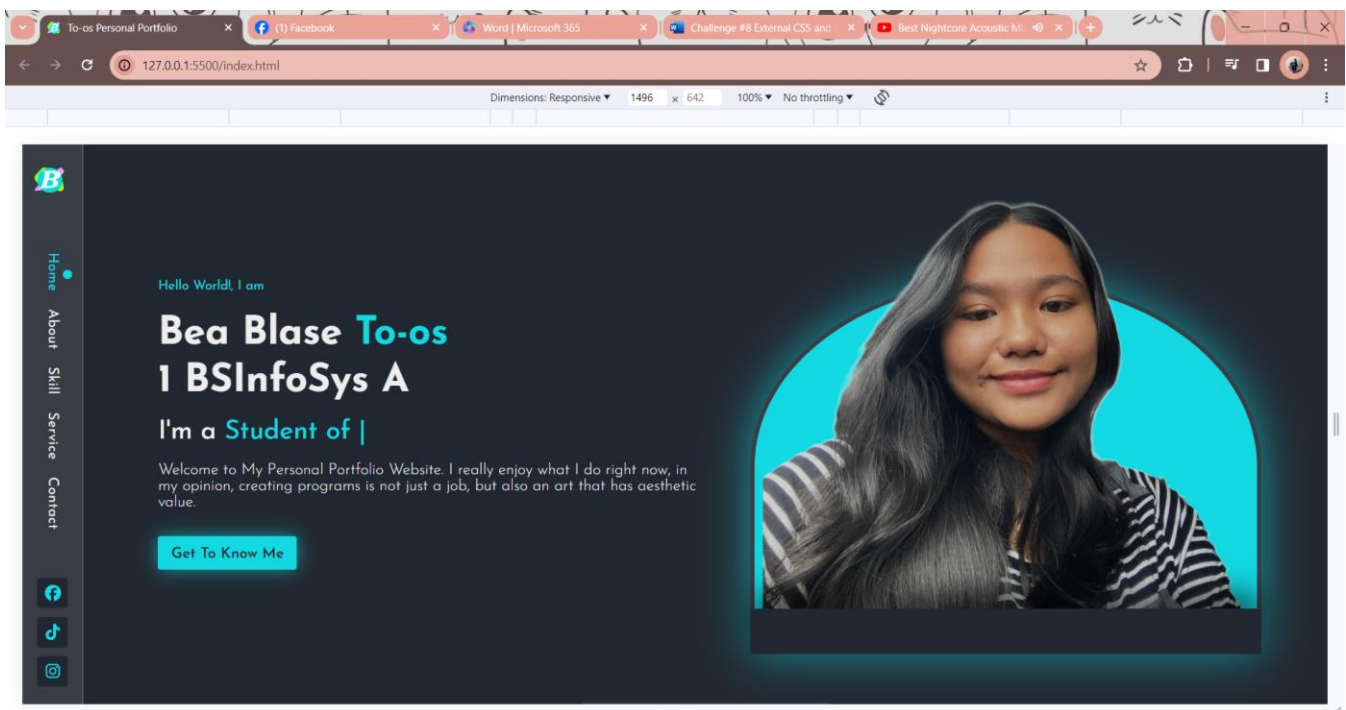 To-os Personal Portfolio
(1) Facebook
Word | Microsoft 365
Challenge #8 External CSS and
Best Nightcore Acoustic Mi
127.0.0.1:5500/index.html
Dimensions: Responsive ▼ 1496 x 642 100% ▼ No throttling ▼
B
Home
About
Skill
Service
Contact
Hello World!, I am
Bea Blase To-os
1 BSInfoSys A
I'm a Student of |
Welcome to My Personal Portfolio Website. I really enjoy what I do right now, in
my opinion, creating programs is not just a job, but also an art that has aesthetic
value.
Get To Know Me